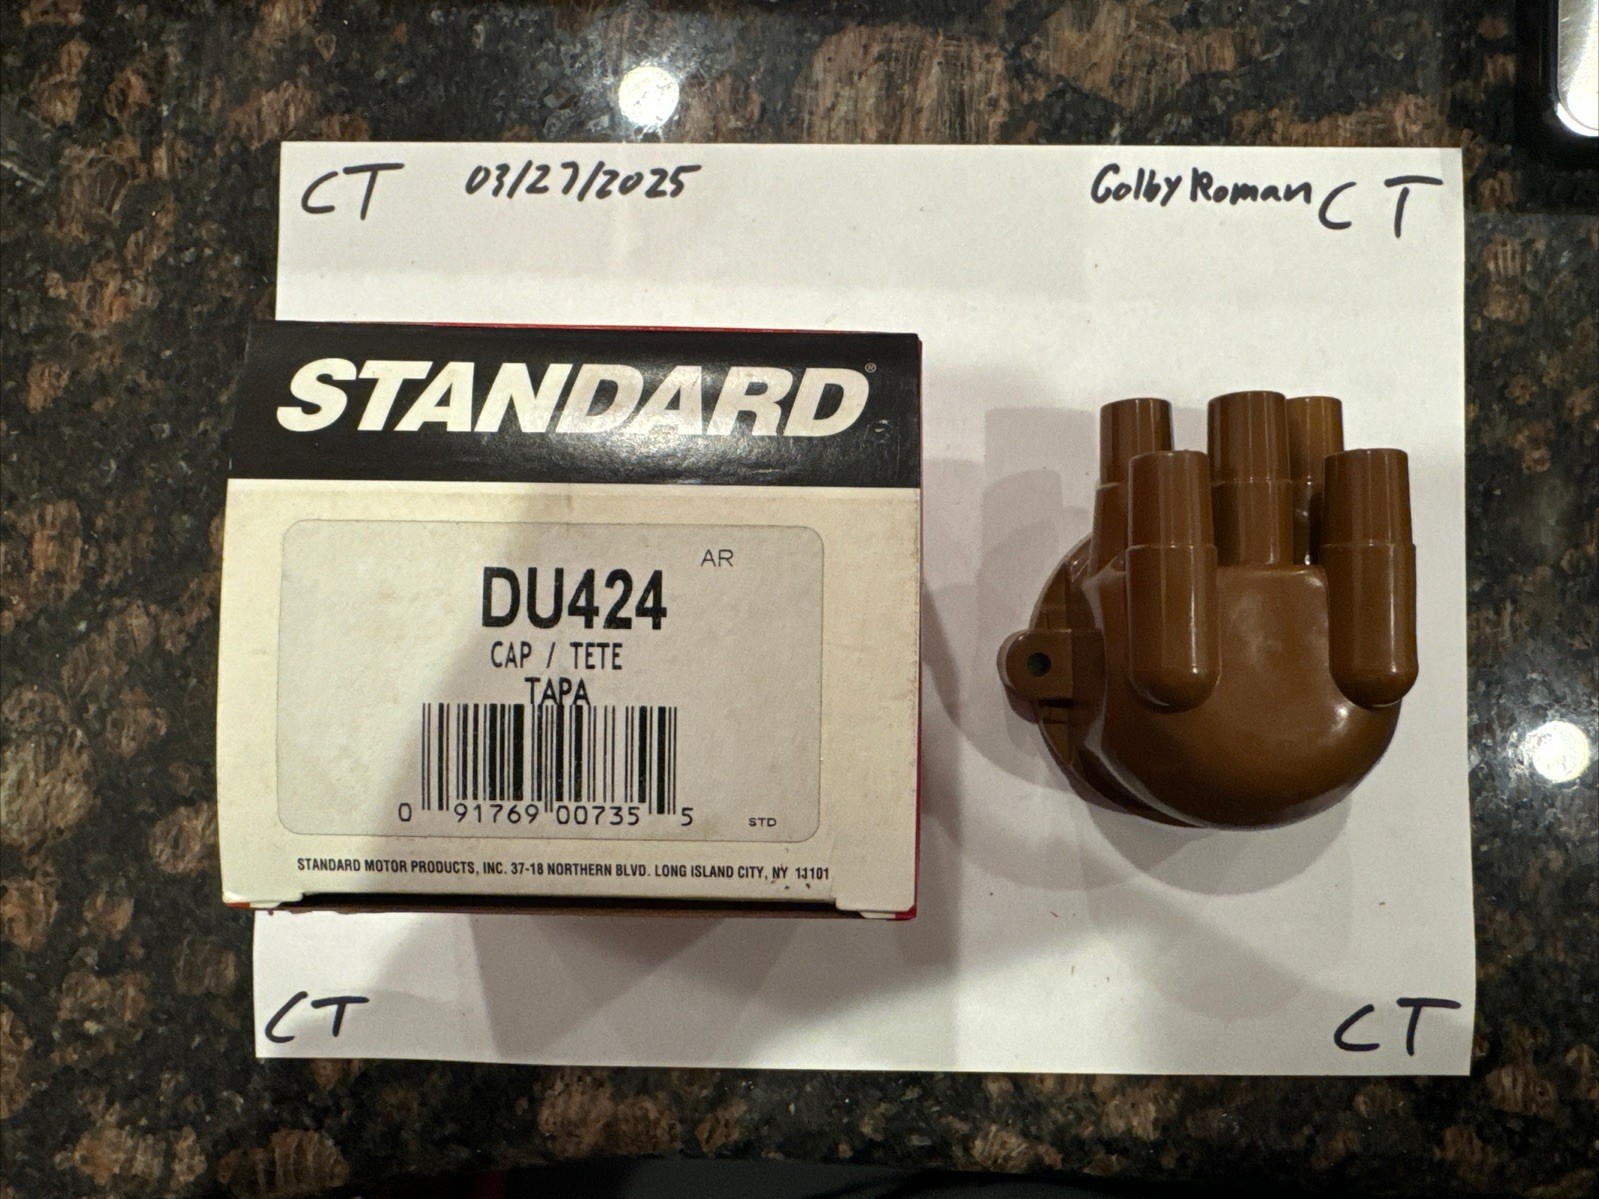 CT 03/27/2025 Colby Roman CT
STANDARD®
AR
DU424
CAP / TETE
TAPA
0 91769 00735 5
STD
STANDARD MOTOR PRODUCTS, INC. 37-18 NORTHERN BLVD. LONG ISLAND CITY, NY 11101
CT CT